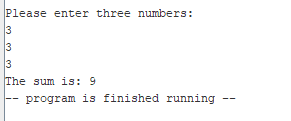 Please enter three numbers:
3
3
3
The sum is: 9
-- program is finished running --